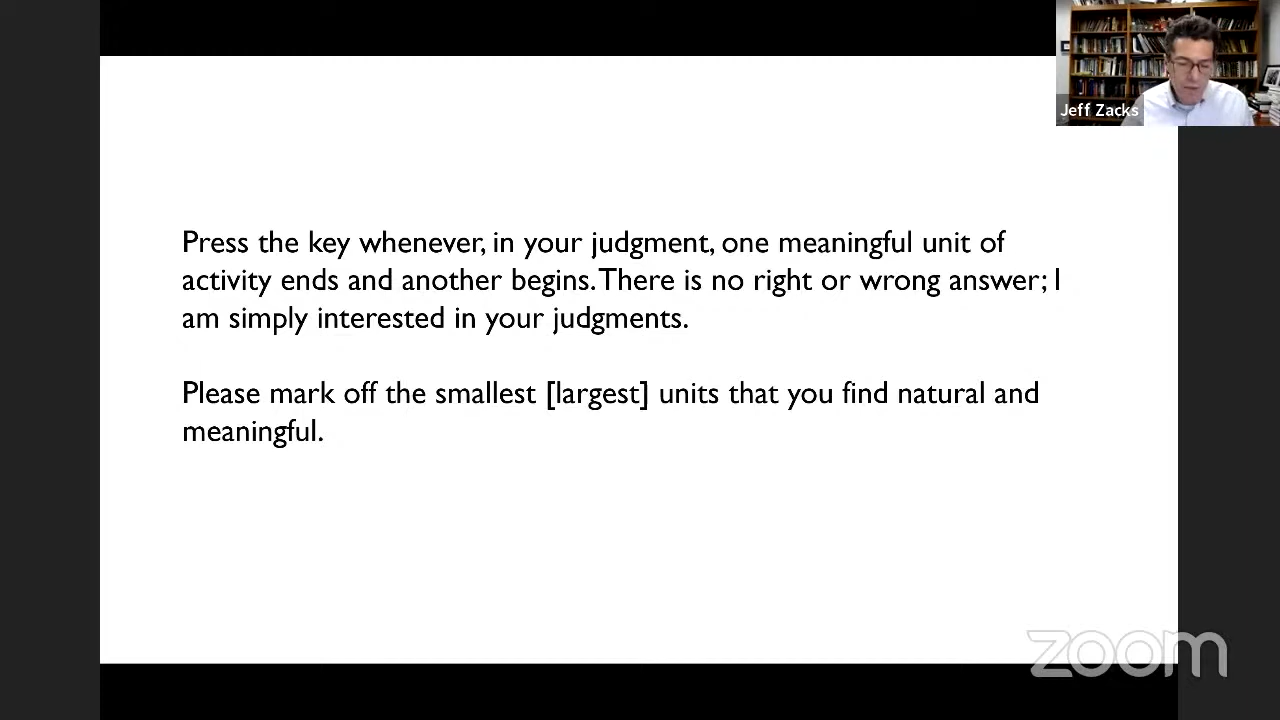 Jeff Zacks
Press the key whenever, in your judgment, one meaningful unit of
activity ends and another begins. There is no right or wrong answer; I
am simply interested in your judgments.
Please mark off the smallest [largest] units that you find natural and
meaningful.
zoom